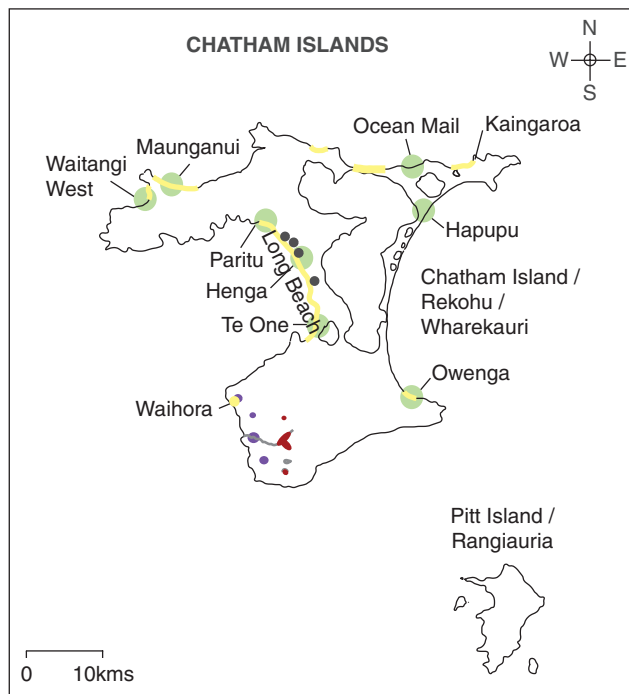 CHATHAM ISLANDS
N
W E
S
Ocean Mail
Kaingaroa
Maunganui
Waitangi
West
Hapupu
Paritu
Long Beach
Henga
Chatham Island /
Rekohu /
Wharekauri
Te One
Owenga
Waihora
Pitt Island /
Rangiauria
0 10kms